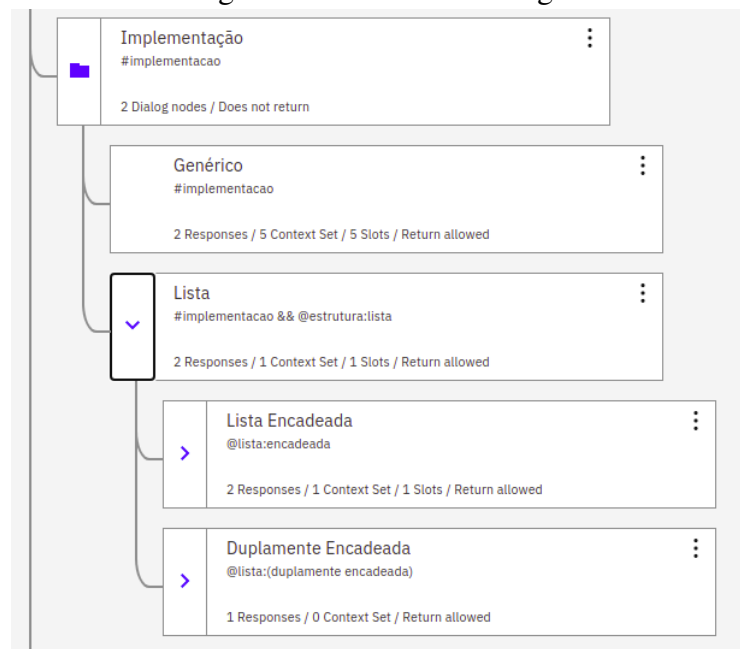 Implementação
#implementacao
2 Dialog nodes / Does not return
Genérico
#implementacao
2 Responses / 5 Context Set / 5 Slots / Return allowed
Lista
#implementacao && @estrutura:lista
2 Responses / 1 Context Set / 1 Slots / Return allowed
Lista Encadeada
@lista:encadeada
2 Responses / 1 Context Set / 1 Slots / Return allowed
Duplamente Encadeada
@lista:(duplamente encadeada)
1 Responses / 0 Context Set / Return allowed